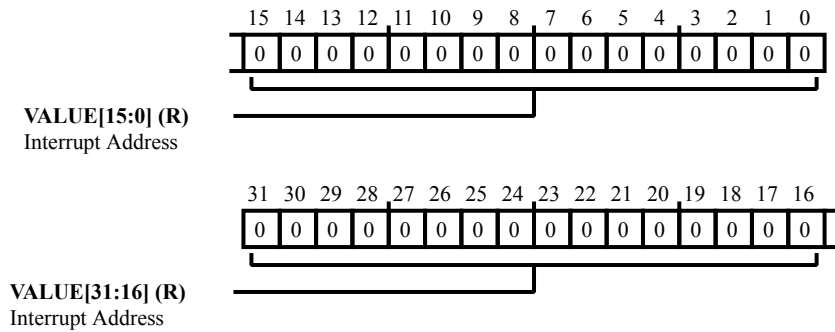 15 14 13 12 11 10 9 8 7 6 5 4 3 2 1 0
0 0 0 0 0 0 0 0 0 0 0 0 0 0 0 0
VALUE[15:0] (R)
Interrupt Address
31 30 29 28 27 26 25 24 23 22 21 20 19 18 17 16
0 0 0 0 0 0 0 0 0 0 0 0 0 0 0 0
VALUE[31:16] (R)
Interrupt Address